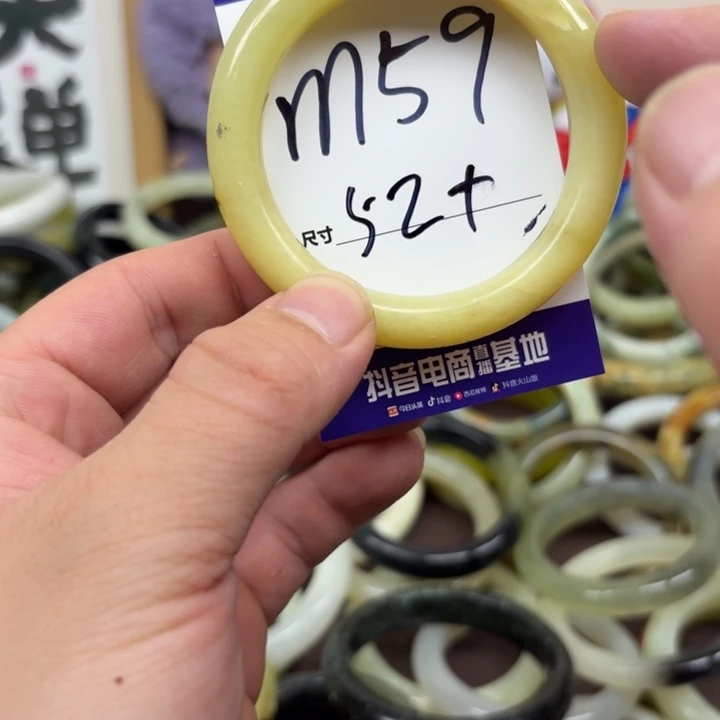 m59
尺寸 52+
抖音电商直播基地
今日头条 抖音 西瓜视频 抖音火山版